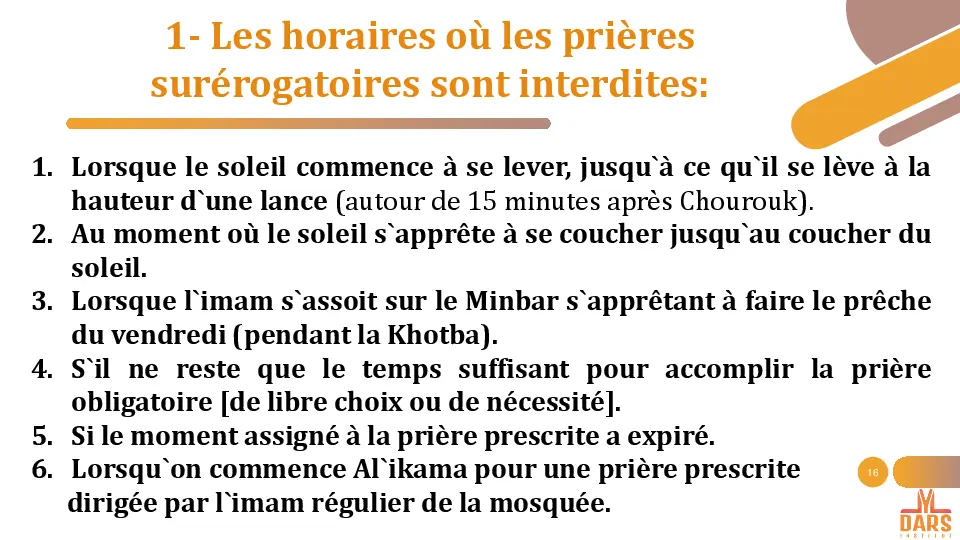 1- Les horaires où les prières
surérogatoires sont interdites:
1. Lorsque le soleil commence à se lever, jusqu`à ce qu`il se lève à la
hauteur d`une lance (autour de 15 minutes après Chourouk).
2. Au moment où le soleil s`apprête à se coucher jusqu`au coucher du
soleil.
3. Lorsque l`imam s`assoit sur le Minbar s`apprêtant à faire le prêche
du vendredi (pendant la Khotba).
4. S`il ne reste que le temps suffisant pour accomplir la prière
obligatoire [de libre choix ou de nécessité].
5. Si le moment assigné à la prière prescrite a expiré.
6. Lorsqu`on commence Al`ikama pour une prière prescrite
dirigée par l`imam régulier de la mosquée.
16
DARS
INSTITUT